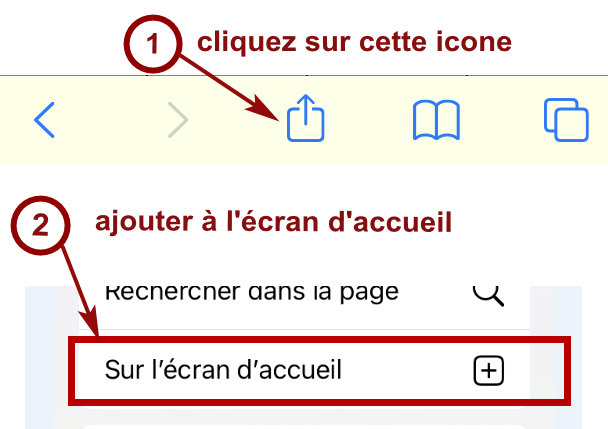 1 cliquez sur cette icone
2 ajouter à l'écran d'accueil
Rechercher dans la page
Sur l’écran d’accueil